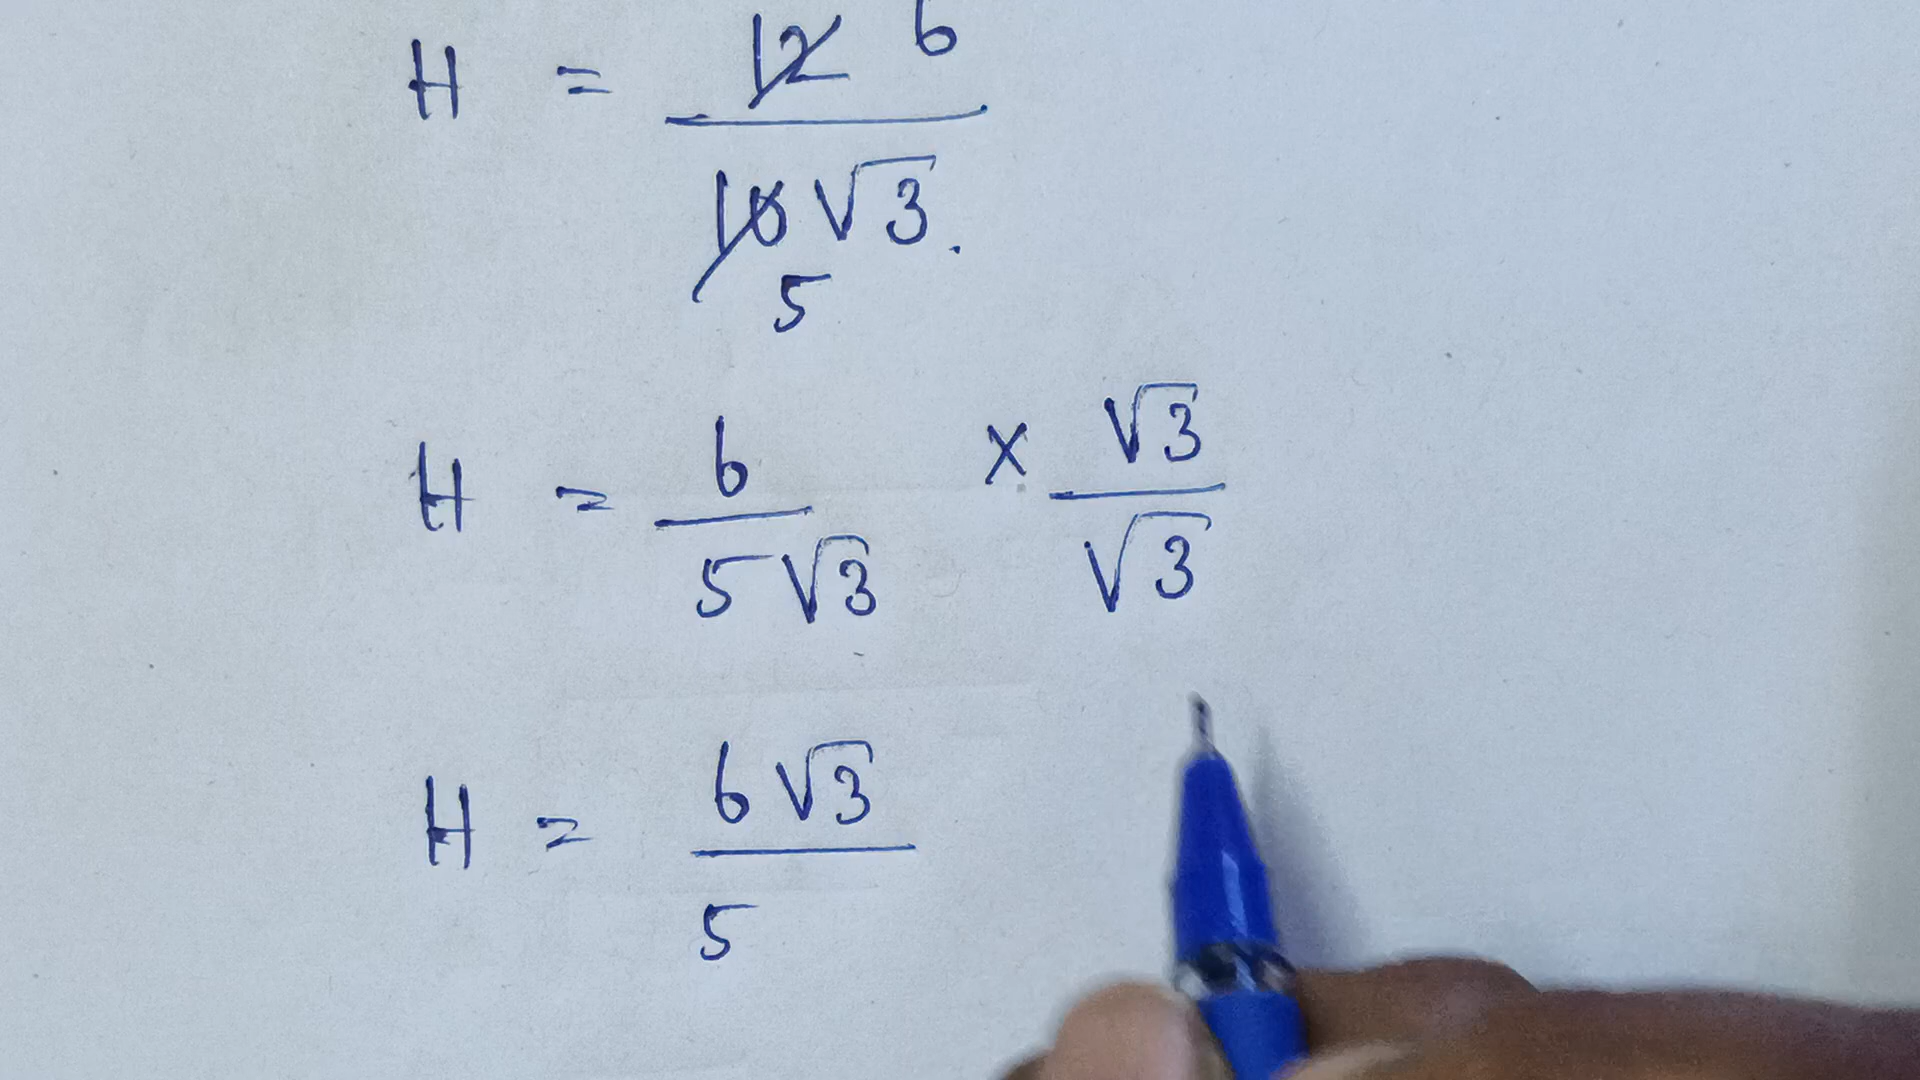 H = 12 6 / 10√3.
5
H = 6 / 5√3 × √3 / √3
H = 6√3 / 5